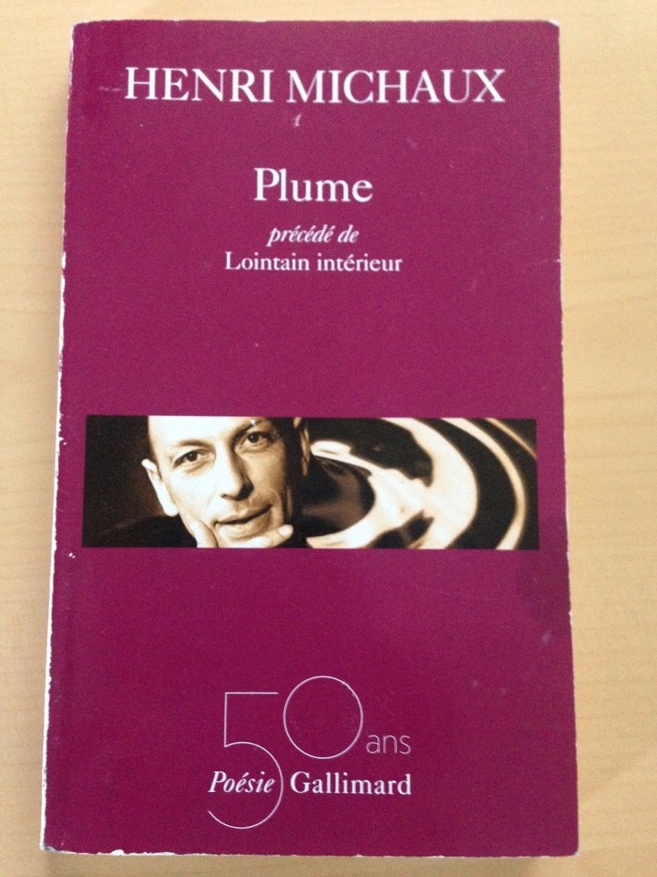 HENRI MICHAUX
Plume
précédé de
Lointain intérieur
50 ans
Poésie Gallimard